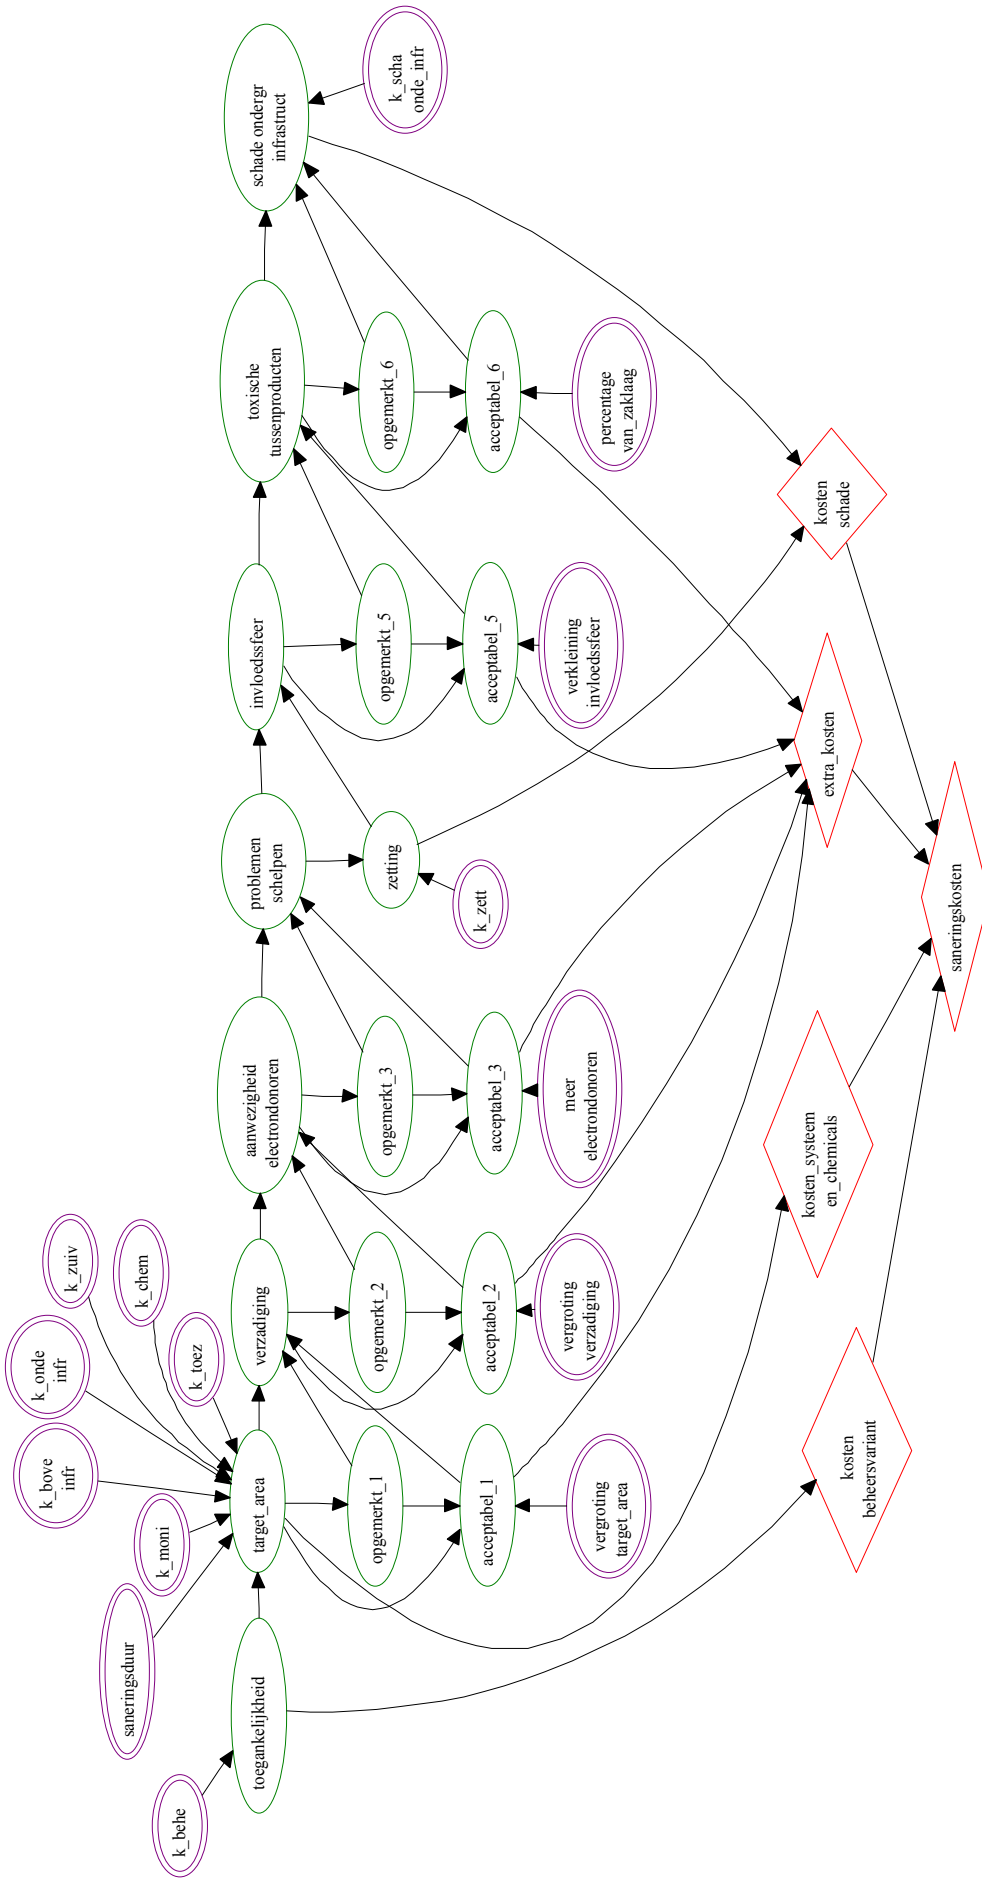 k_behe
saneringsduur
k_moni
k_bove
infr
k_onde
infr
k_zuiv
k_chem
k_toez
toegankelijkheid
target_area
verzadiging
aanwezigheid
electrondonoren
problemen
schelpen
invloedssfeer
toxische
tussenproducten
schade ondergr
infrastruct
k_scha
onde_infr
opgemerkt_1
opgemerkt_2
opgemerkt_3
zetting
opgemerkt_5
opgemerkt_6
acceptabel_1
acceptabel_2
acceptabel_3
k_zett
acceptabel_5
acceptabel_6
vergroting
target_area
vergroting
verzadiging
meer
electrondonoren
verkleining
invloedssfeer
percentage
van_zaklaag
kosten
beheersvariant
kosten_systeem
en_chemicals
extra_kosten
kosten
schade
saneringskosten